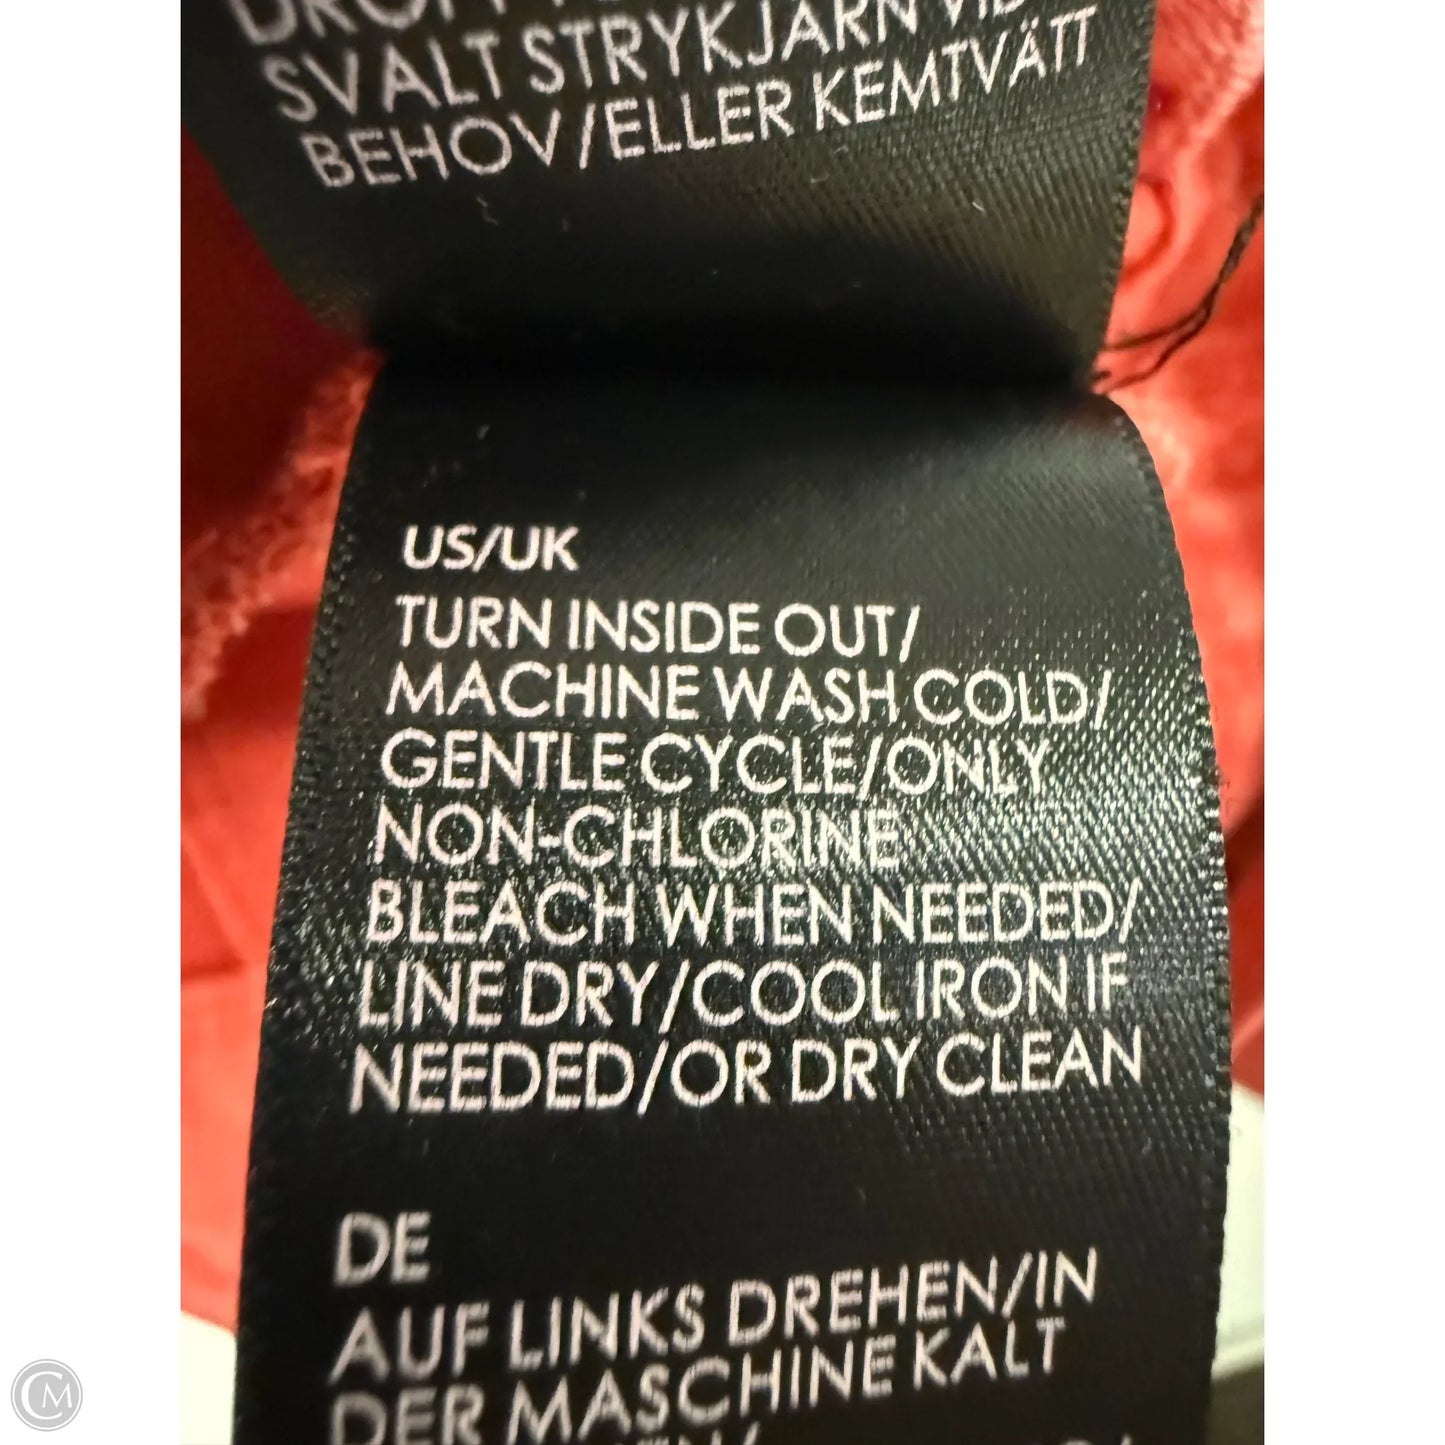 SVALT STRYKJÄRN VID
BEHOV/ELLER KEMTVÄTT
US/UK
TURN INSIDE OUT/
MACHINE WASH COLD/
GENTLE CYCLE/ONLY
NON-CHLORINE
BLEACH WHEN NEEDED/
LINE DRY/COOL IRON IF
NEEDED/OR DRY CLEAN
DE
AUF LINKS DREHEN/IN
DER MASCHINE KALT
CM